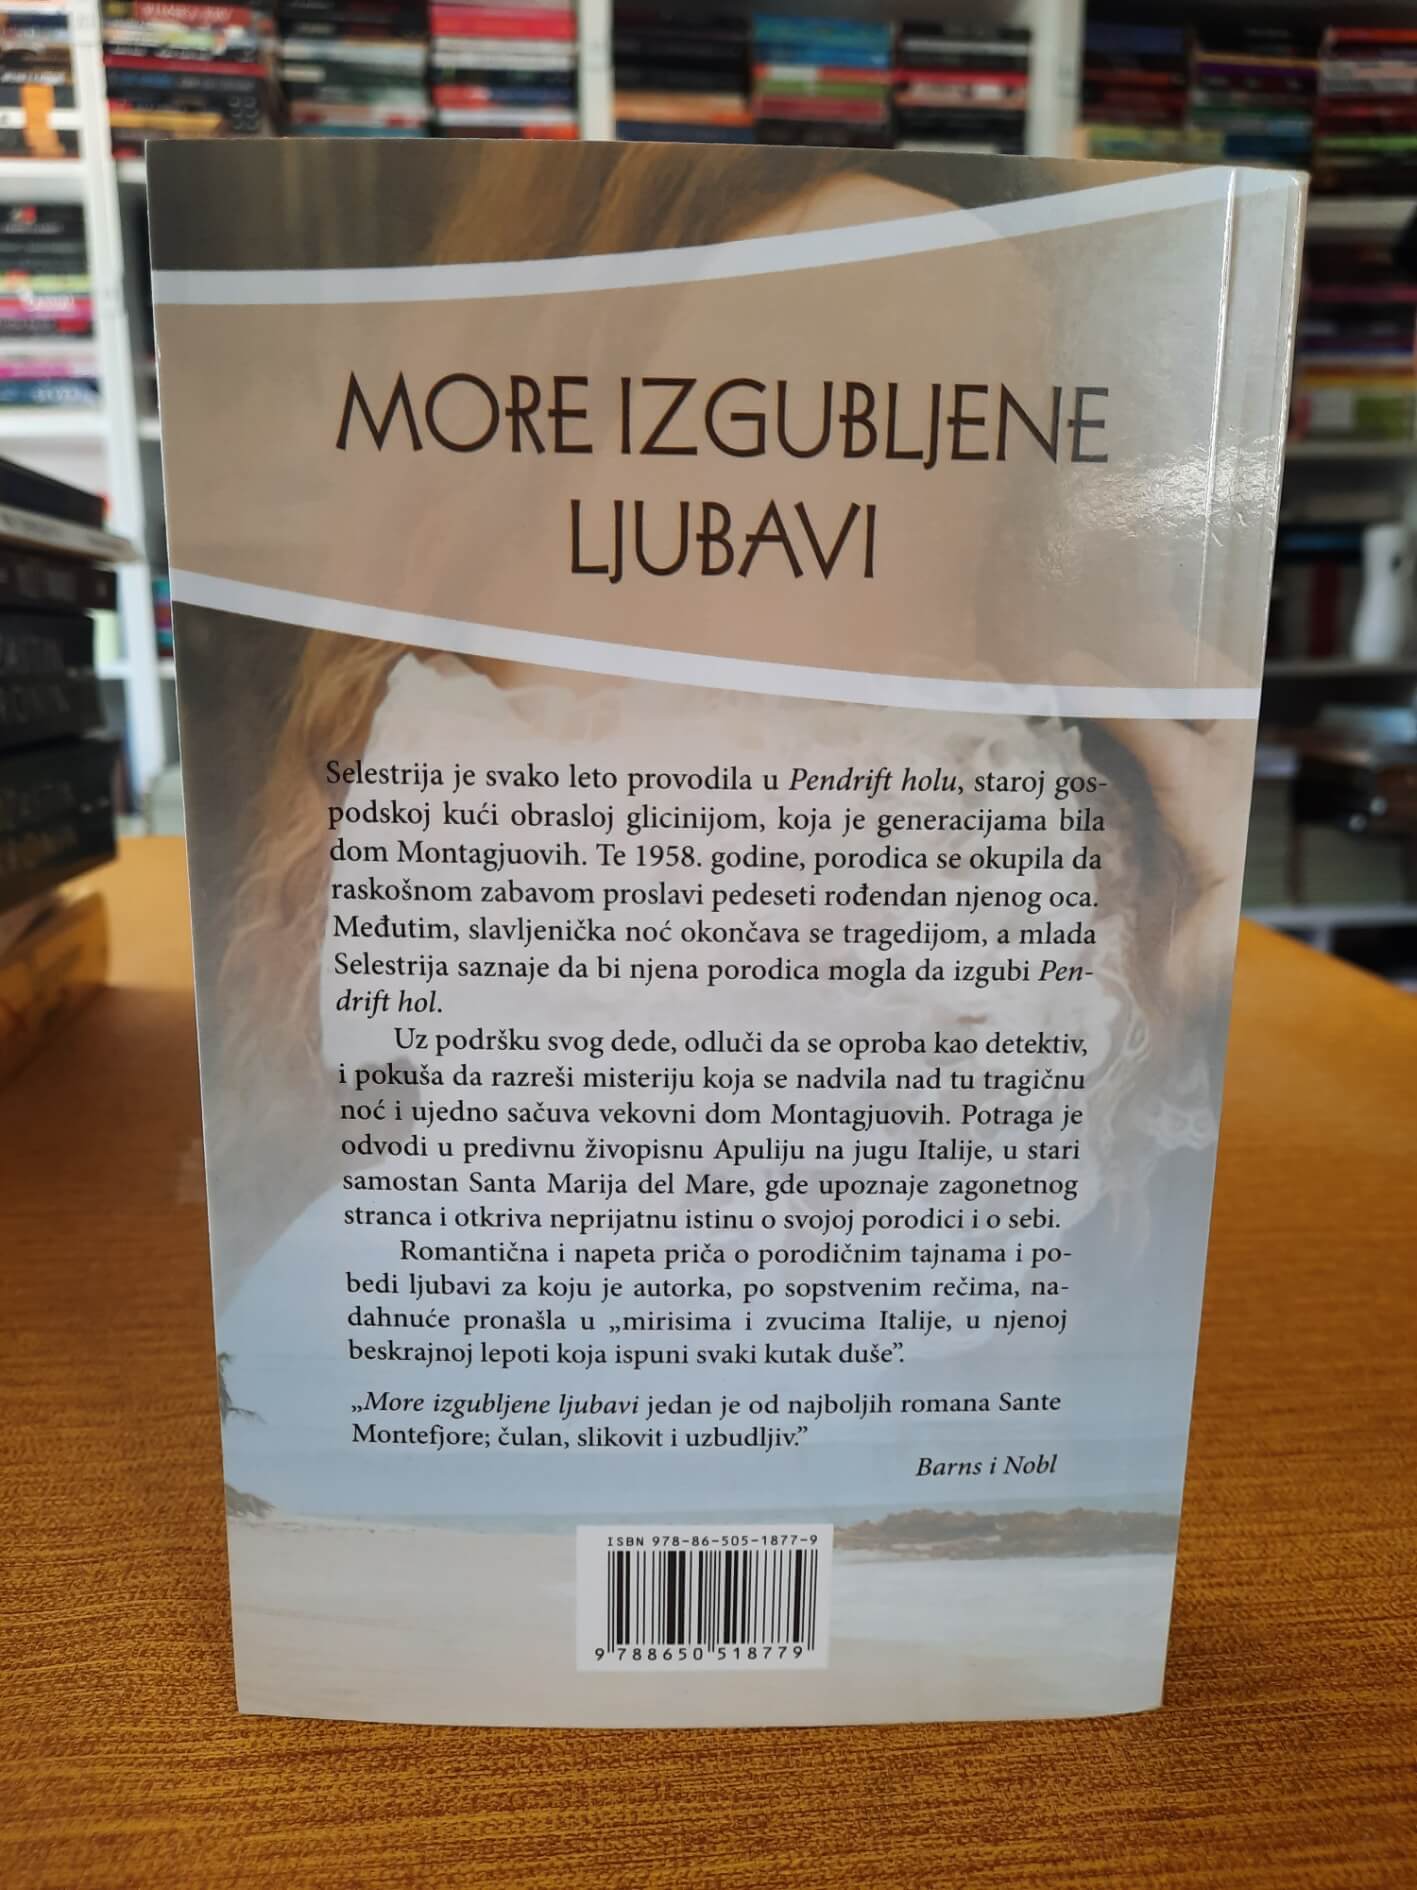 MORE IZGUBLJENE
LJUBAVI
Selestrija je svako leto provodila u Pendrift holu, staroj gos-
podskoj kući obrasloj glicinijom, koja je generacijama bila
dom Montagjuovih. Te 1958. godine, porodica se okupila da
raskošnom zabavom proslavi pedeseti rođendan njenog oca.
Međutim, slavljenička noć okončava se tragedijom, a mlada
Selestrija saznaje da bi njena porodica mogla da izgubi Pen-
drift hol.
Uz podršku svog dede, odluči da se oproba kao detektiv,
i pokuša da razreši misteriju koja se nadvila nad tu tragičnu
noć i ujedno sačuva vekovni dom Montagjuovih. Potraga je
odvodi u predivnu živopisnu Apuliju na jugu Italije, u stari
samostan Santa Marija del Mare, gde upoznaje zagonetnog
stranca i otkriva neprijatnu istinu o svojoj porodici i o sebi.
Romantična i napeta priča o porodičnim tajnama i po-
bedi ljubavi za koju je autorka, po sopstvenim rečima, na-
dahnuće pronašla u „mirisima i zvucima Italije, u njenoj
beskrajnoj lepoti koja ispuni svaki kutak duše”.
„More izgubljene ljubavi jedan je od najboljih romana Sante
Montefjore; čulan, slikovit i uzbudljiv.”
Barns i Nobl
ISBN 978-86-505-1877-9
9 788650 518779